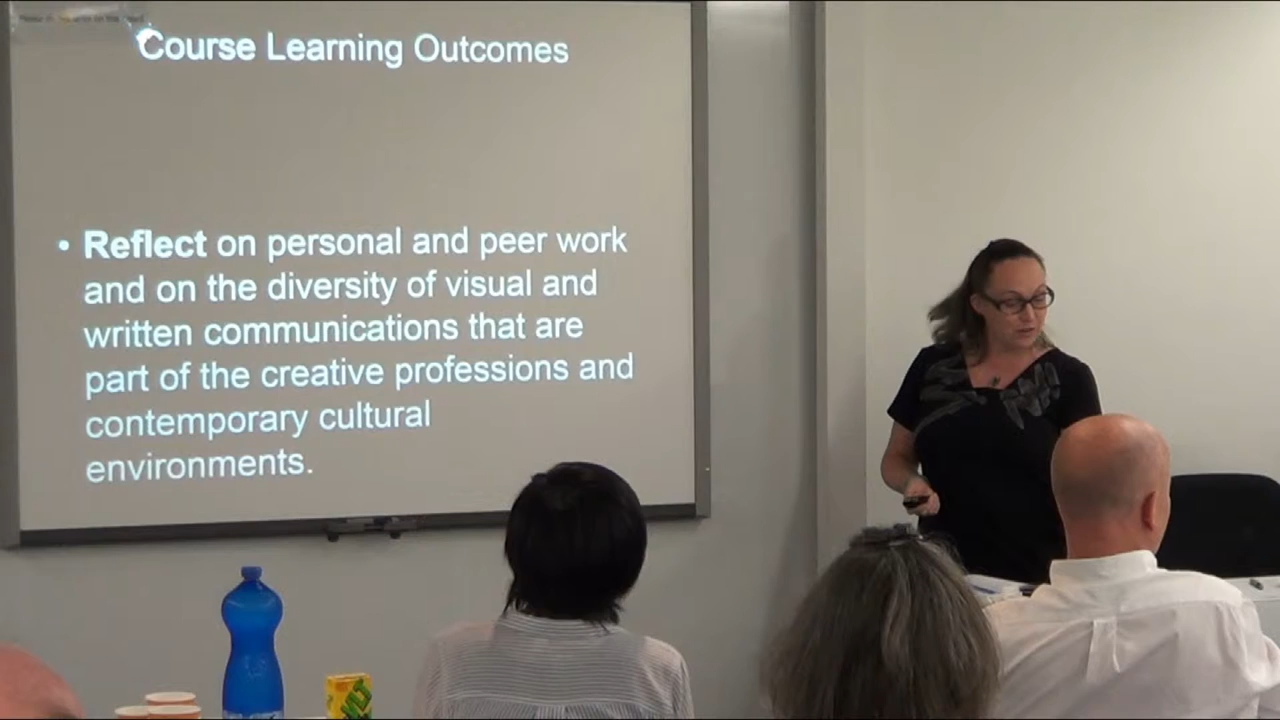 Course Learning Outcomes
• Reflect on personal and peer work
and on the diversity of visual and
written communications that are
part of the creative professions and
contemporary cultural
environments.